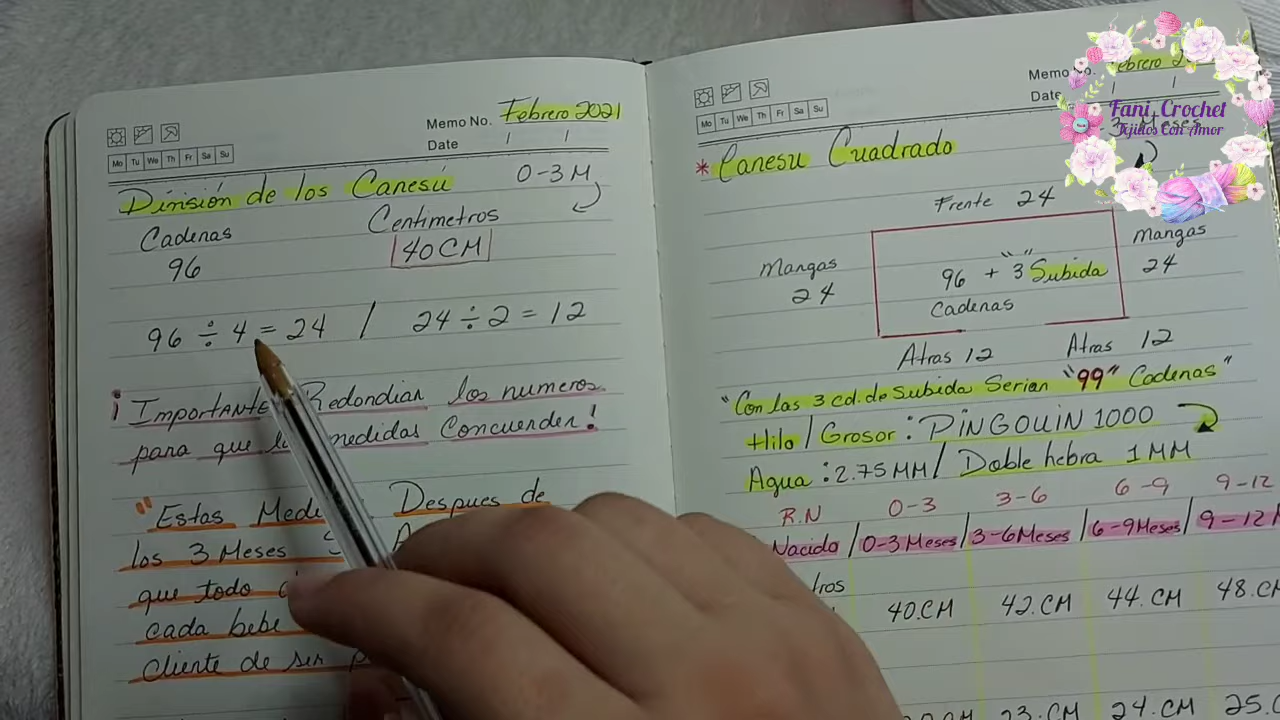 Memo No. Febrero 2021
Date
Mo Tu We Th Fr Sa Su
División de los Canesú 0-3 M
Cadenas Centimetros
96 40 CM
96 ÷ 4 = 24 / 24 ÷ 2 = 12
¡Importante Redondiar los numeros
para que las medidas Concuerden!
"Estas Despues de
los 3 Meses
que todo
cada bebe
Cliente de ser
Memo No.
Date
Mo Tu We Th Fr Sa Su
Fani Crochet
Tejidos Con Amor
* Canesu Cuadrado
Frente 24
Mangas
24
96 + "3" Subida
Cadenas
Mangas
24
Atras 12 Atras 12
"Con las 3 cd. de Subida Serian "99" Cadenas"
Hilo / Grosor : PiNGOUiN 1000
Agua : 2.75 MM / Doble hebra 1 MM
R.N 0-3 3-6 6-9 9-12
Nacido / 0-3 Meses / 3-6 Meses / 6-9 Meses / 9-12
40.CM 42.CM 44.CM 48.CM
23.CM 24.CM